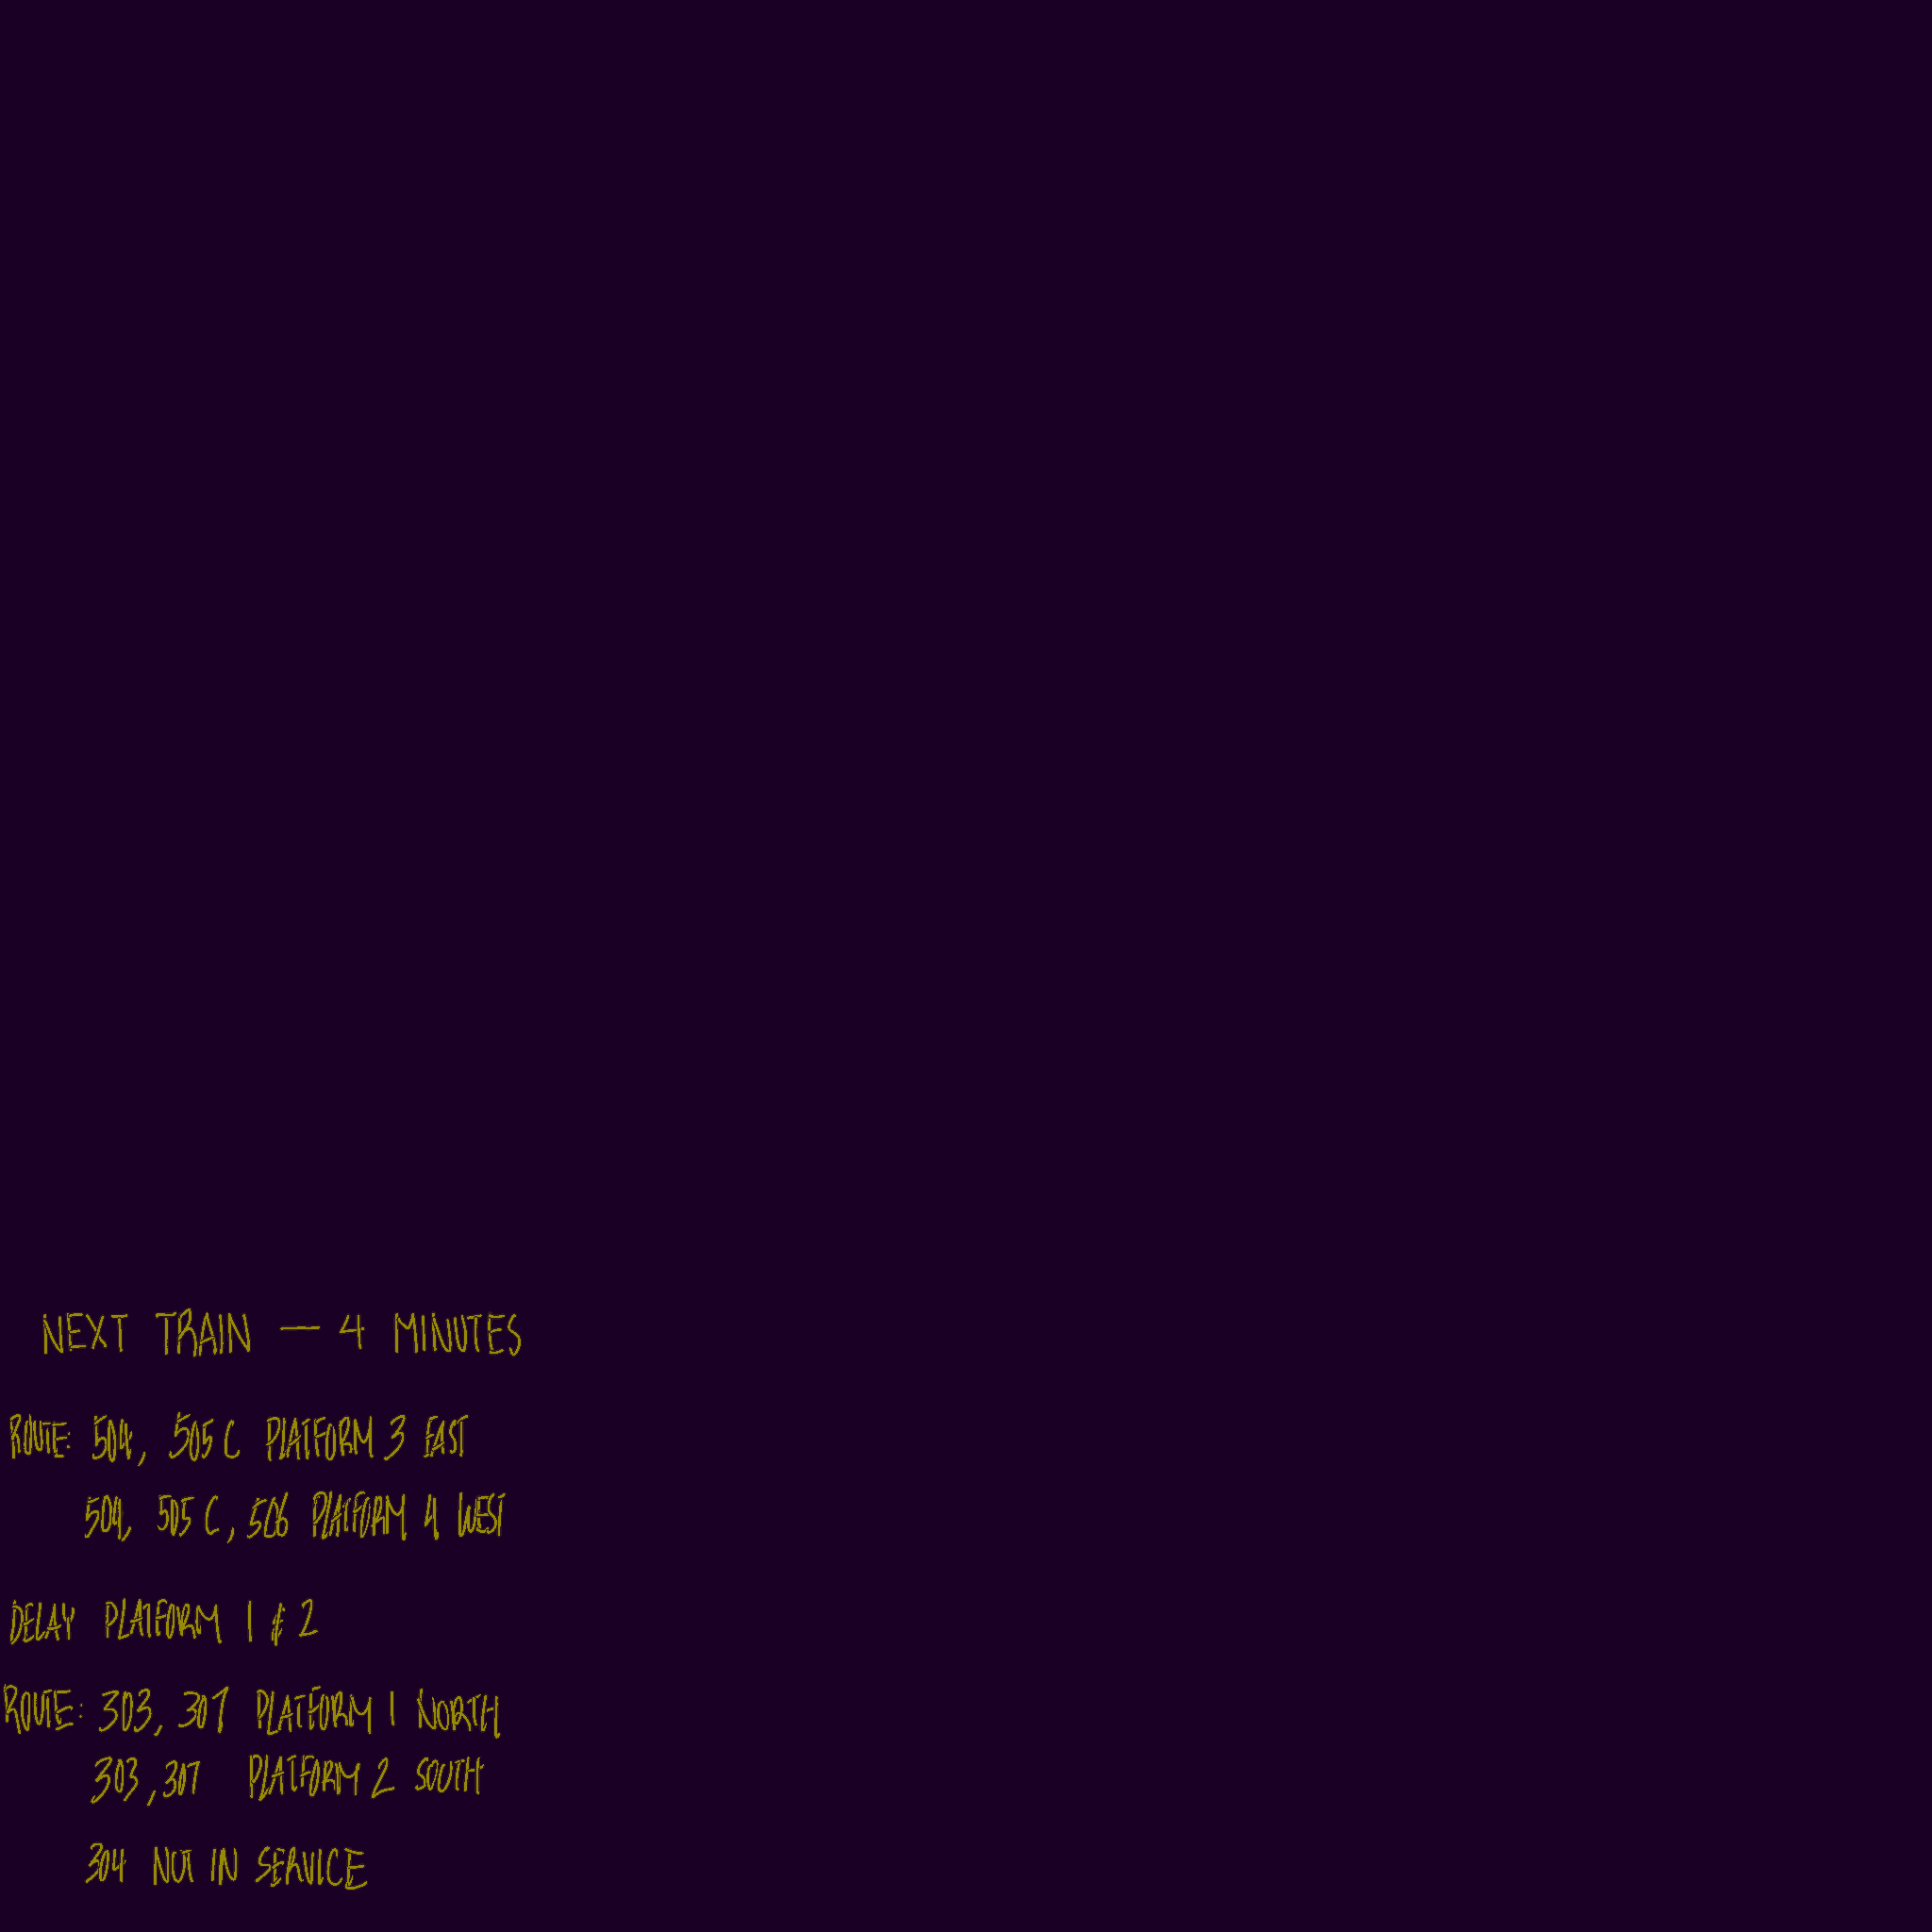 NEXT TRAIN — 4 MINUTES
ROUTE: 504, 505 C PLATFORM 3 EAST
504, 505 C, 506 PLATFORM 4 WEST
DELAY PLATFORM 1 & 2
ROUTE: 303, 307 PLATFORM 1 NORTH
303, 307 PLATFORM 2 SOUTH
304 NOT IN SERVICE